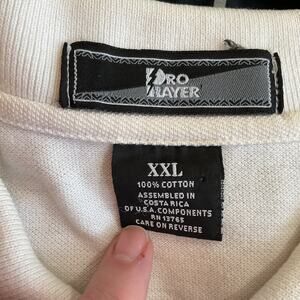 PRO
PLAYER
XXL
100% COTTON
ASSEMBLED IN
COSTA RICA
OF U.S.A. COMPONENTS
RN 13765
CARE ON REVERSE